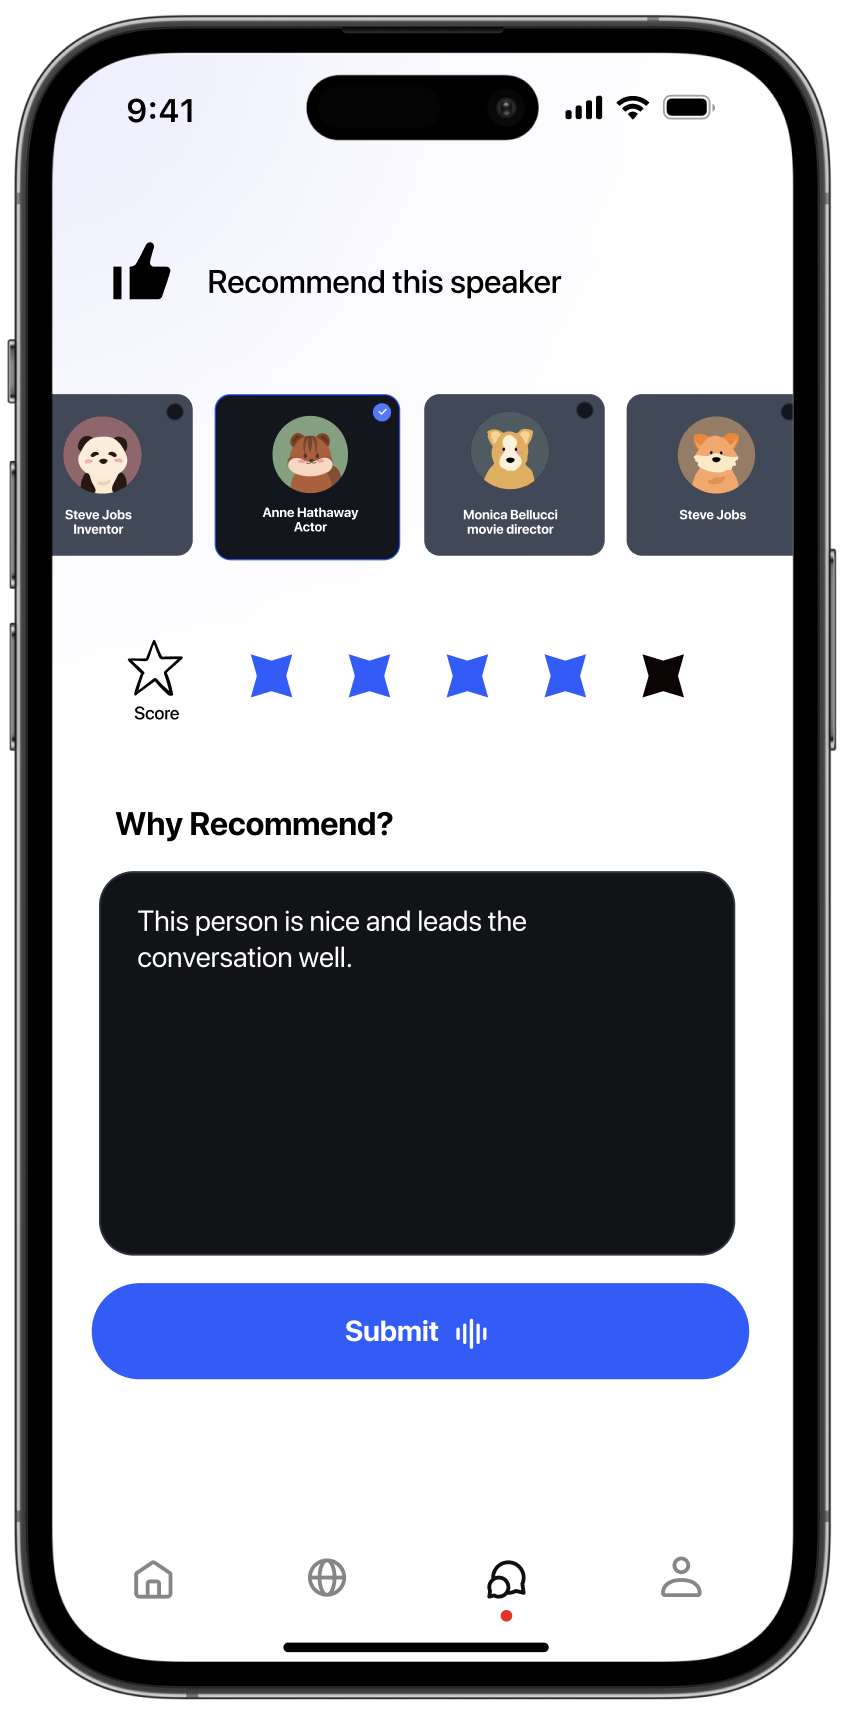 9:41
Recommend this speaker
Steve Jobs
Inventor
Anne Hathaway
Actor
Monica Bellucci
movie director
Steve Jobs
Score
Why Recommend?
This person is nice and leads the
conversation well.
Submit